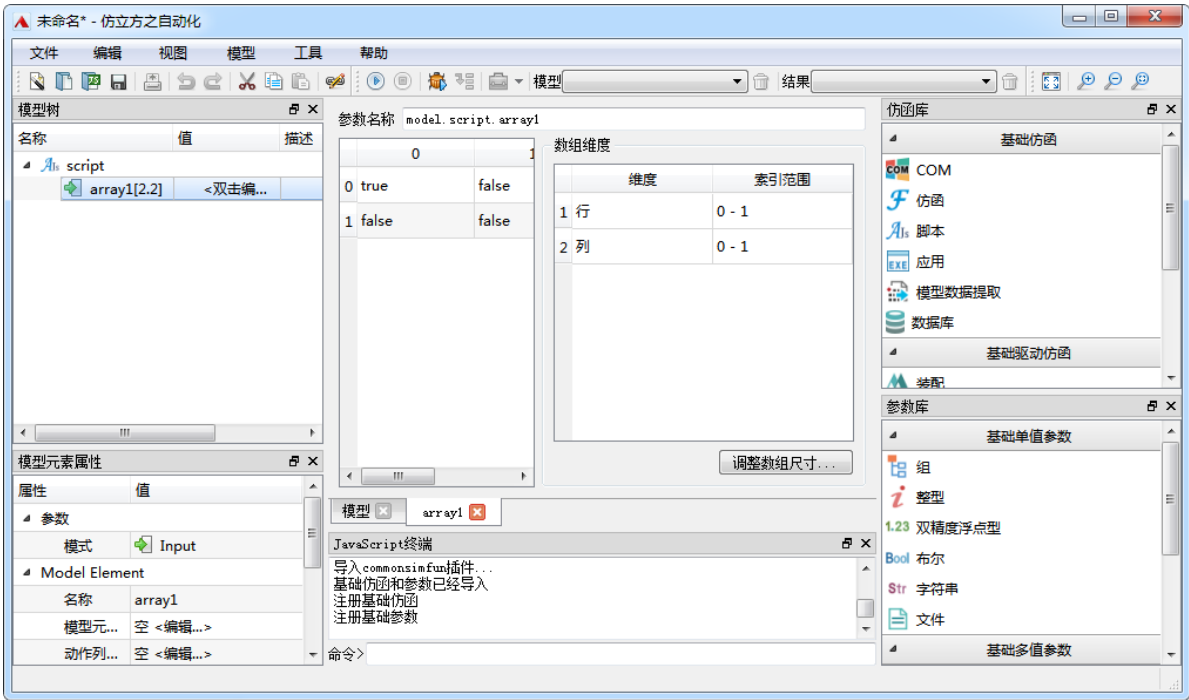 未命名* - 仿立方之自动化
文件 编辑 视图 模型 工具 帮助
模型 结果
模型树
名称 值 描述
AJs script
array1[2.2] <双击编...
模型元素属性
属性 值
参数
模式 Input
Model Element
名称 array1
模型元... 空 <编辑...>
动作列... 空 <编辑...>
参数名称 model.script.array1
0 1
0 true false
1 false false
数组维度
维度 索引范围
1 行 0 - 1
2 列 0 - 1
调整数组尺寸...
模型 array1
JavaScript终端
导入commonsimfun插件...
基础仿函和参数已经导入
注册基础仿函
注册基础参数
命令>
仿函库
基础仿函
COM COM
F 仿函
AJs 脚本
EXE 应用
模型数据提取
数据库
基础驱动仿函
装配
参数库
基础单值参数
组
i 整型
1.23 双精度浮点型
Bool 布尔
Str 字符串
文件
基础多值参数